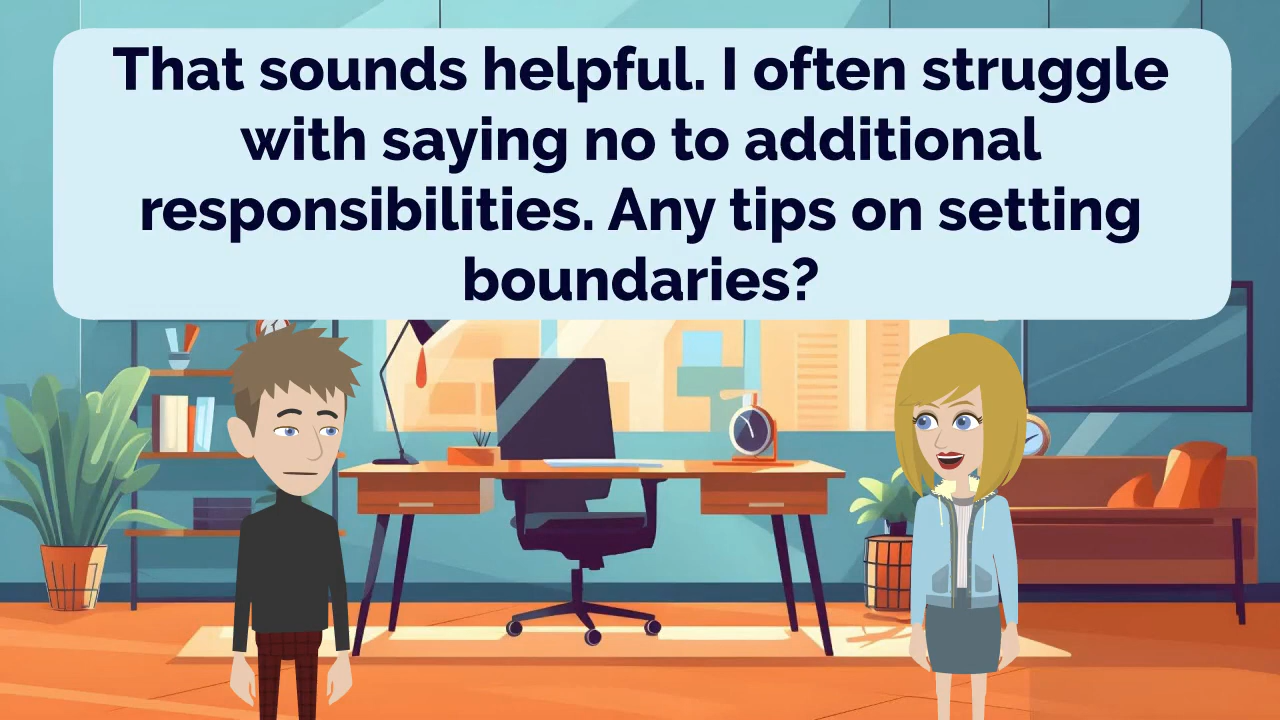 That sounds helpful. I often struggle
with saying no to additional
responsibilities. Any tips on setting
boundaries?